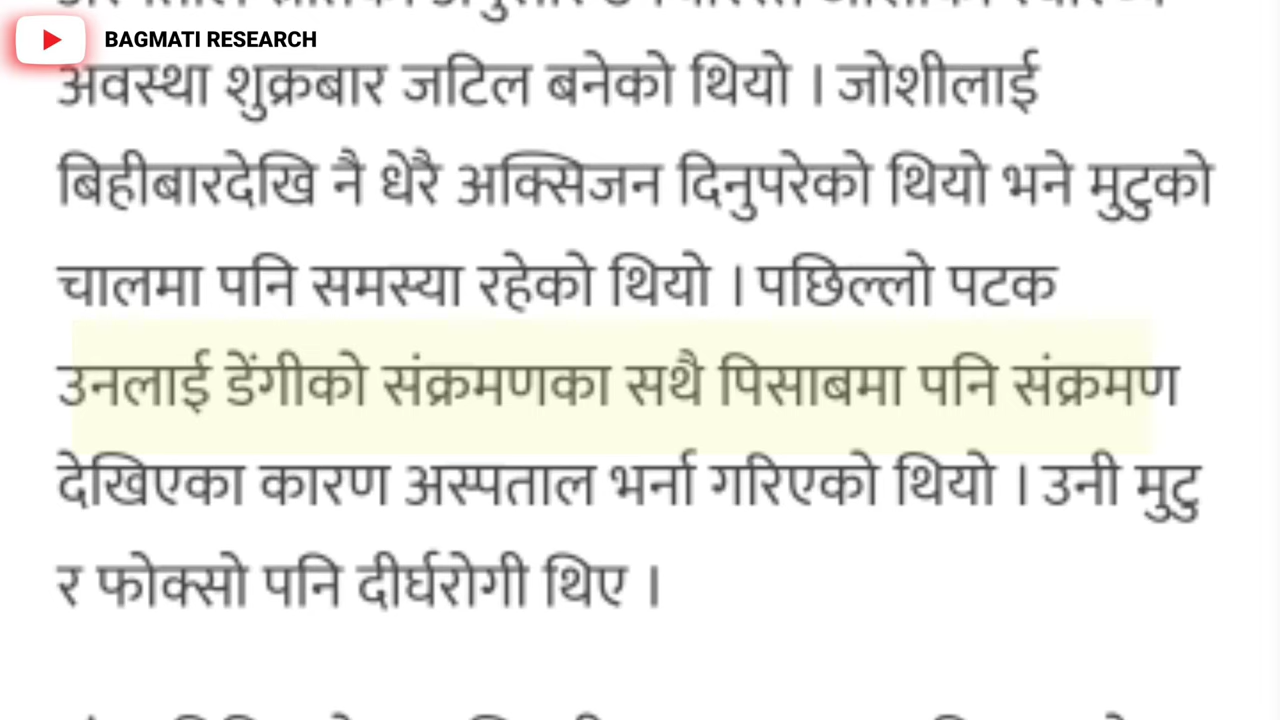 BAGMATI RESEARCH
अवस्था शुक्रबार जटिल बनेको थियो । जोशीलाई
बिहीबारदेखि नै धेरै अक्सिजन दिनुपरेको थियो भने मुटुको
चालमा पनि समस्या रहेको थियो । पछिल्लो पटक
उनलाई डेंगीको संक्रमणका सथै पिसाबमा पनि संक्रमण
देखिएका कारण अस्पताल भर्ना गरिएको थियो । उनी मुटु
र फोक्सो पनि दीर्घरोगी थिए ।